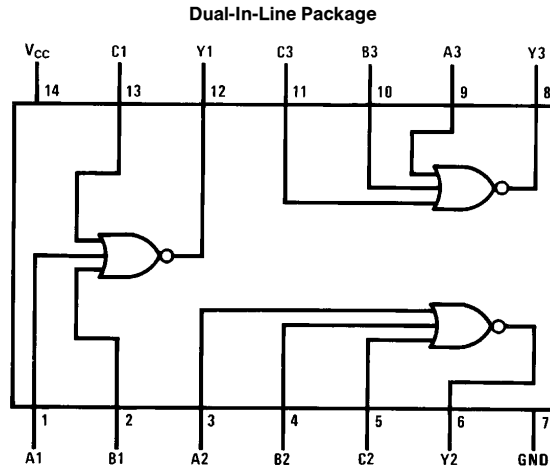 Dual-In-Line Package
VCC C1 Y1 C3 B3 A3 Y3
14 13 12 11 10 9 8
1 2 3 4 5 6 7
A1 B1 A2 B2 C2 Y2 GND